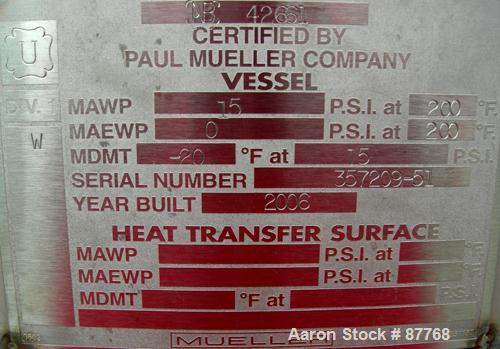 NB 42651
U
CERTIFIED BY
PAUL MUELLER COMPANY
VESSEL
DIV. 1
MAWP 15 P.S.I. at 200 °F.
W
MAEWP 0 P.S.I. at 200 °F.
MDMT -20 °F at 15 P.S.I.
SERIAL NUMBER 357209-51
YEAR BUILT 2006
HEAT TRANSFER SURFACE
MAWP P.S.I. at °F.
MAEWP P.S.I. at °F.
MDMT °F at P.S.I.
MUELLER
Aaron Stock # 87768